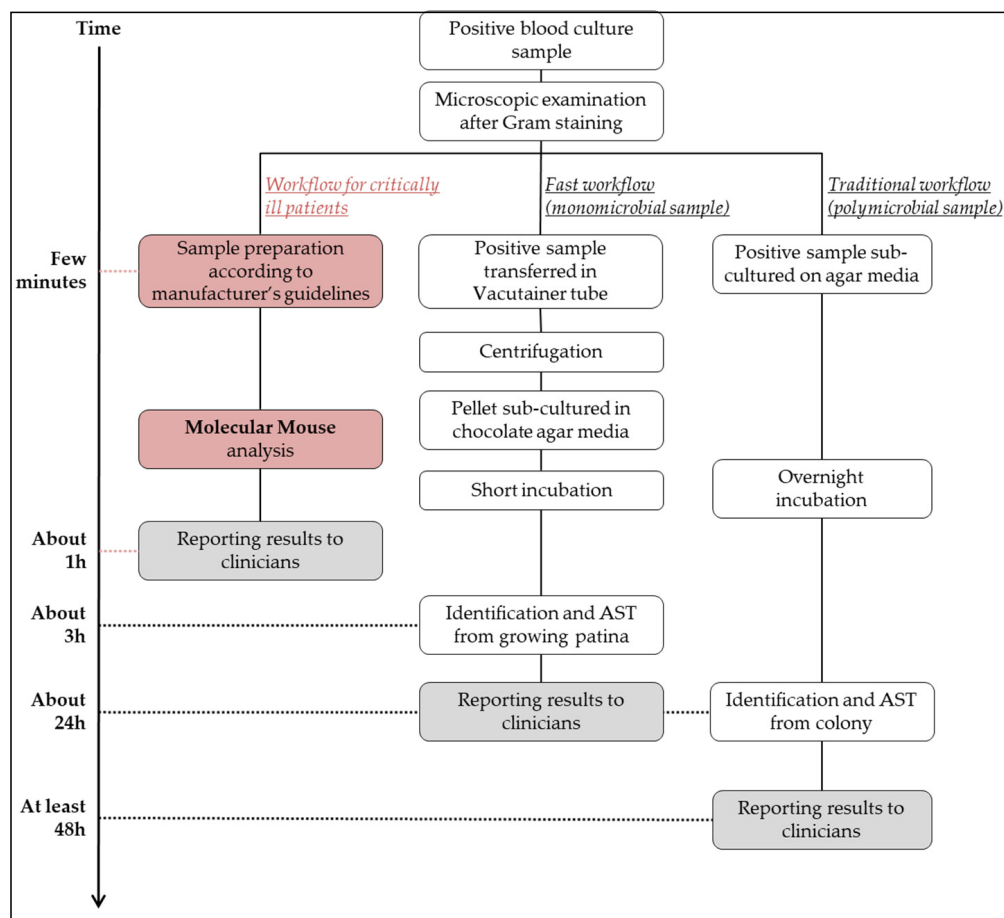 Time
Positive blood culture
sample
Microscopic examination
after Gram staining
Workflow for critically
ill patients
Fast workflow
(monomicrobial sample)
Traditional workflow
(polymicrobial sample)
Few
minutes
Sample preparation
according to
manufacturer's guidelines
Positive sample
transferred in
Vacutainer tube
Positive sample sub-
cultured on agar media
Centrifugation
Molecular Mouse
analysis
Pellet sub-cultured in
chocolate agar media
Short incubation
Overnight
incubation
About
1h
Reporting results to
clinicians
About
3h
Identification and AST
from growing patina
About
24h
Reporting results to
clinicians
Identification and AST
from colony
At least
48h
Reporting results to
clinicians